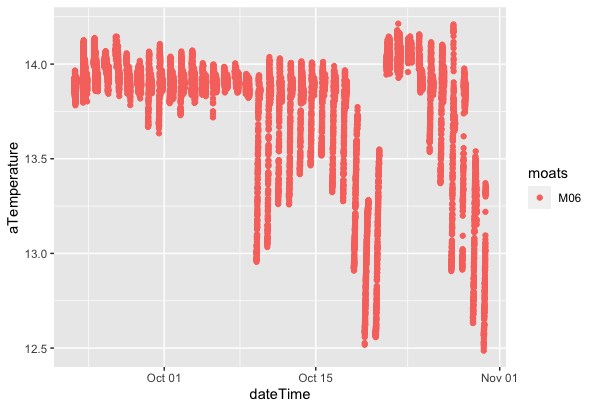 aTemperature
14.0
13.5
13.0
12.5
Oct 01
Oct 15
Nov 01
dateTime
moats
M06